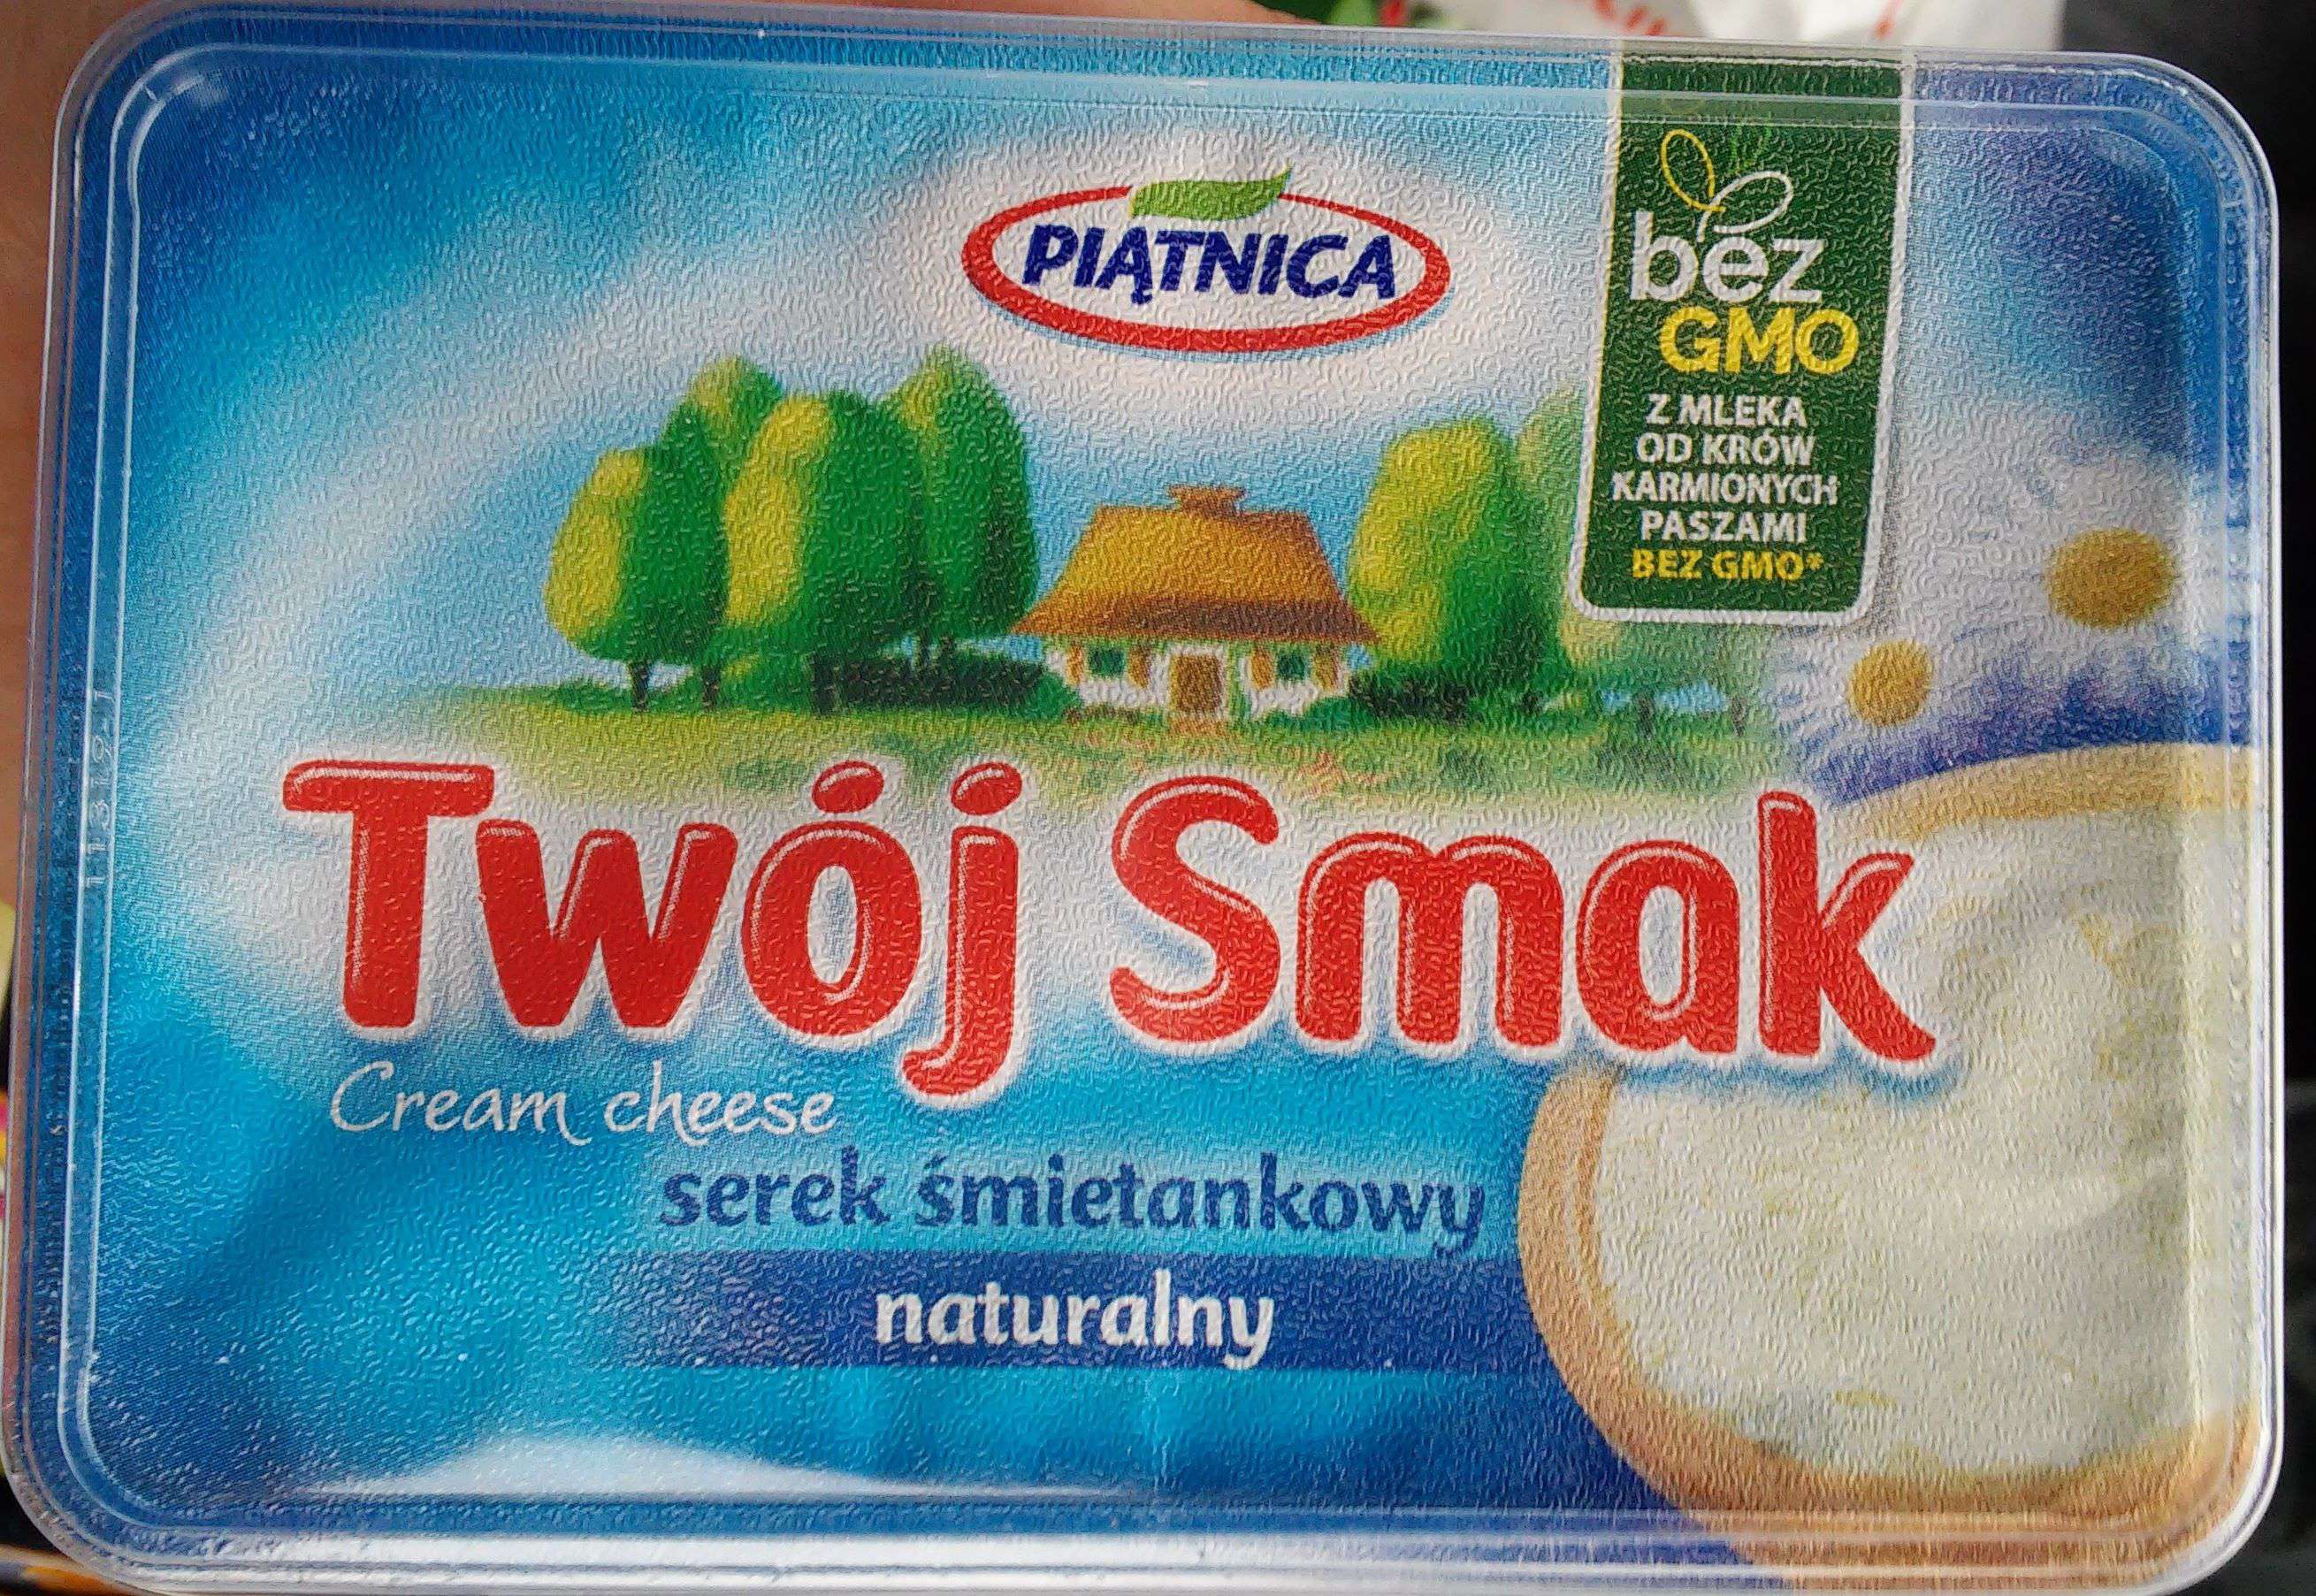 PIĄTNICA
bez
GMO
Z MLEKA
OD KRÓW
KARMIONYCH
PASZAMI
BEZ GMO*
Twój Smak
Cream cheese
serek śmietankowy
naturalny